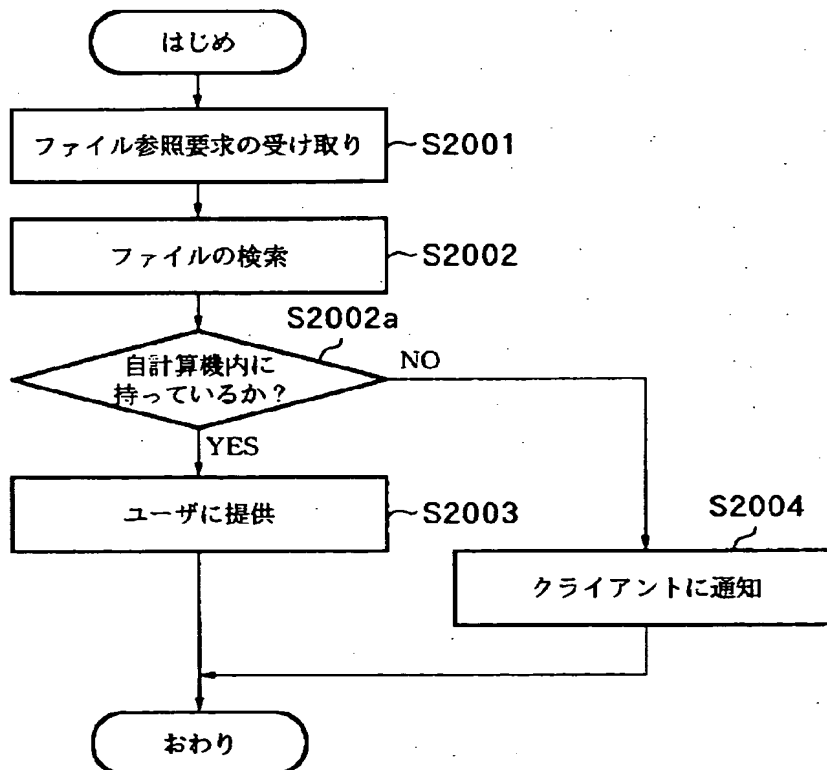 はじめ
ファイル参照要求の受け取り
S2001
ファイルの検索
S2002
S2002a
自計算機内に
持っているか？
NO
YES
ユーザに提供
S2003
S2004
クライアントに通知
おわり